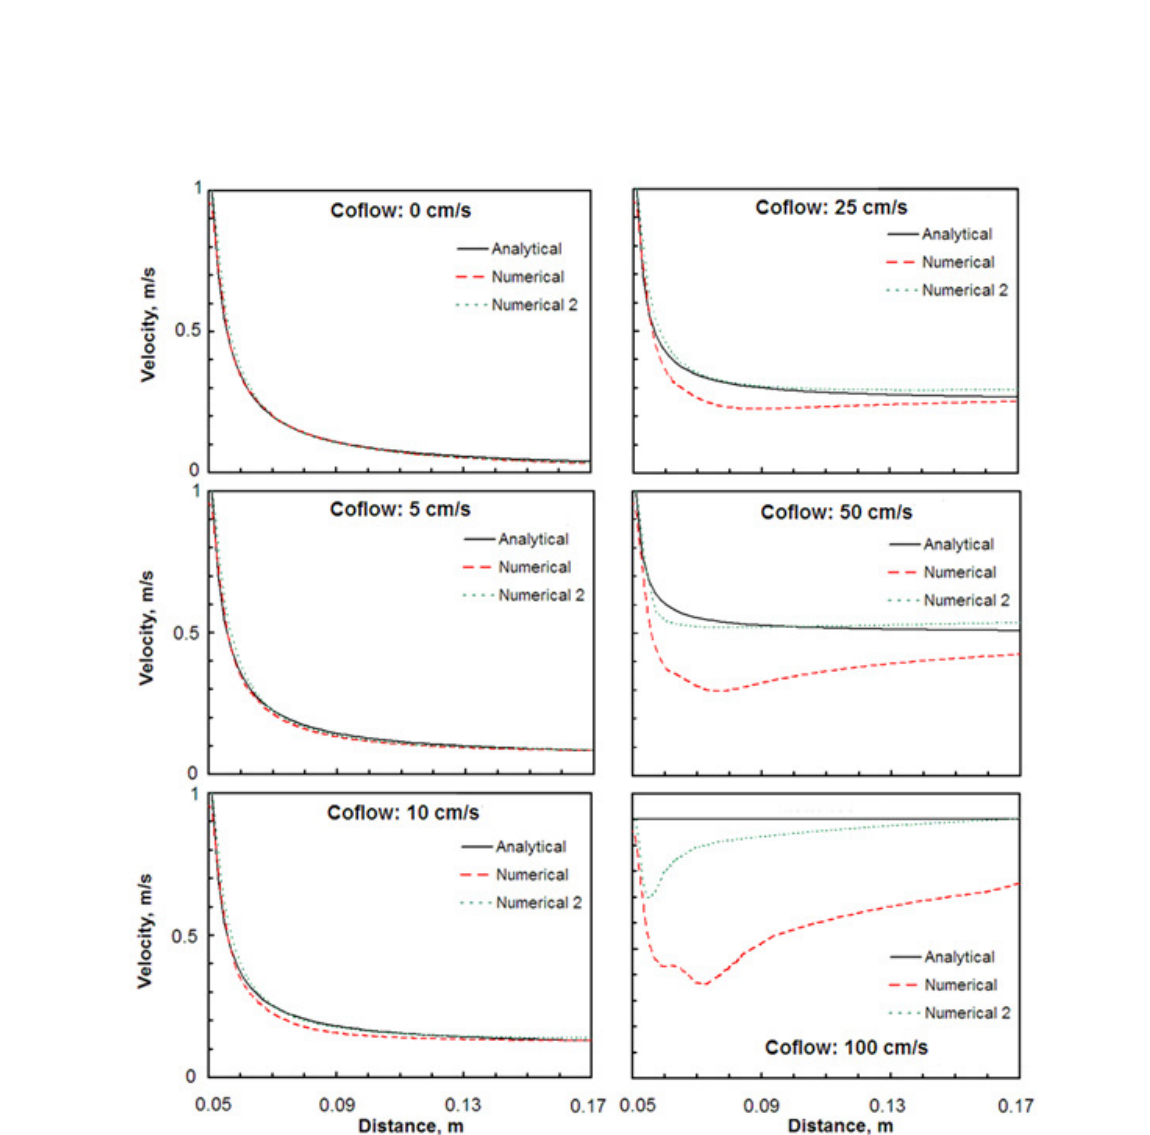 1
Coflow: 0 cm/s
Analytical
Numerical
Numerical 2
Velocity, m/s
0.5
0
Coflow: 25 cm/s
Analytical
Numerical
Numerical 2
1
Coflow: 5 cm/s
Analytical
Numerical
Numerical 2
Velocity, m/s
0.5
0
Coflow: 50 cm/s
Analytical
Numerical
Numerical 2
1
Coflow: 10 cm/s
Analytical
Numerical
Numerical 2
Velocity, m/s
0.5
0
0.05 0.09 0.13 0.17
Distance, m
Analytical
Numerical
Numerical 2
Coflow: 100 cm/s
0.05 0.09 0.13 0.17
Distance, m